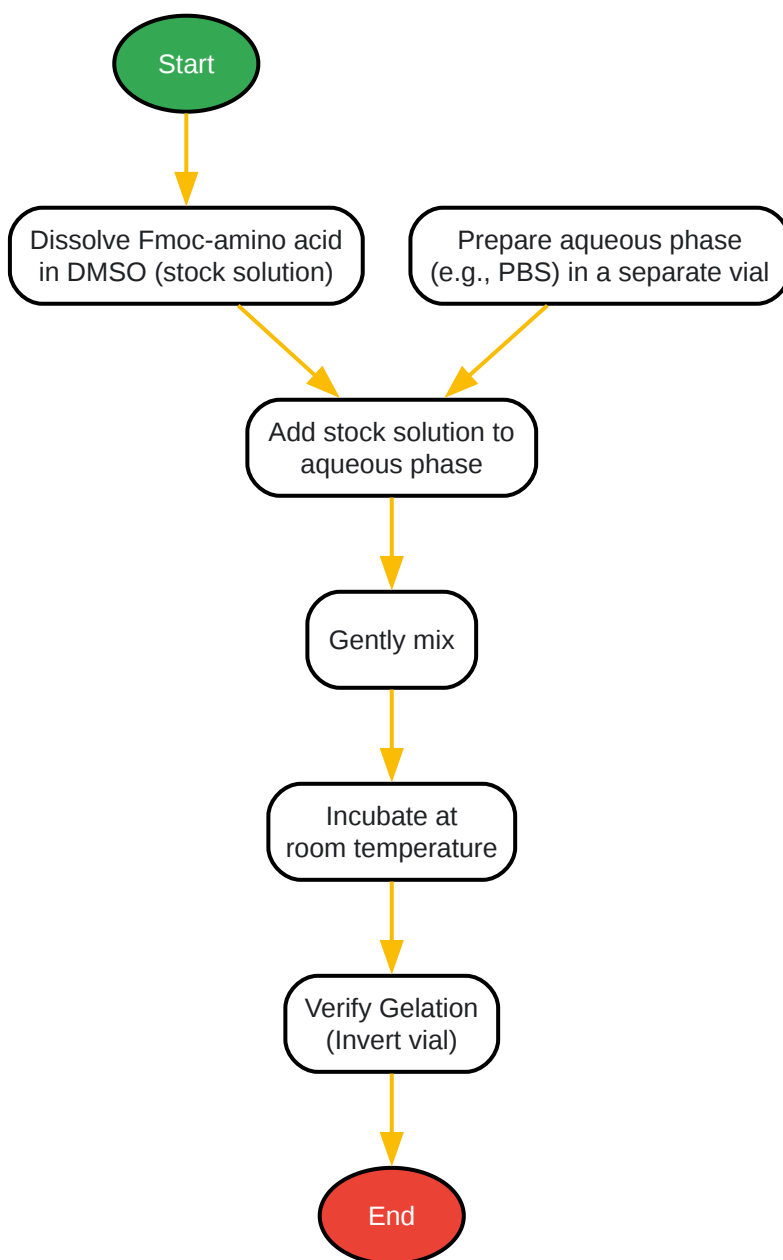 Start
Dissolve Fmoc-amino acid
in DMSO (stock solution)
Prepare aqueous phase
(e.g., PBS) in a separate vial
Add stock solution to
aqueous phase
Gently mix
Incubate at
room temperature
Verify Gelation
(Invert vial)
End